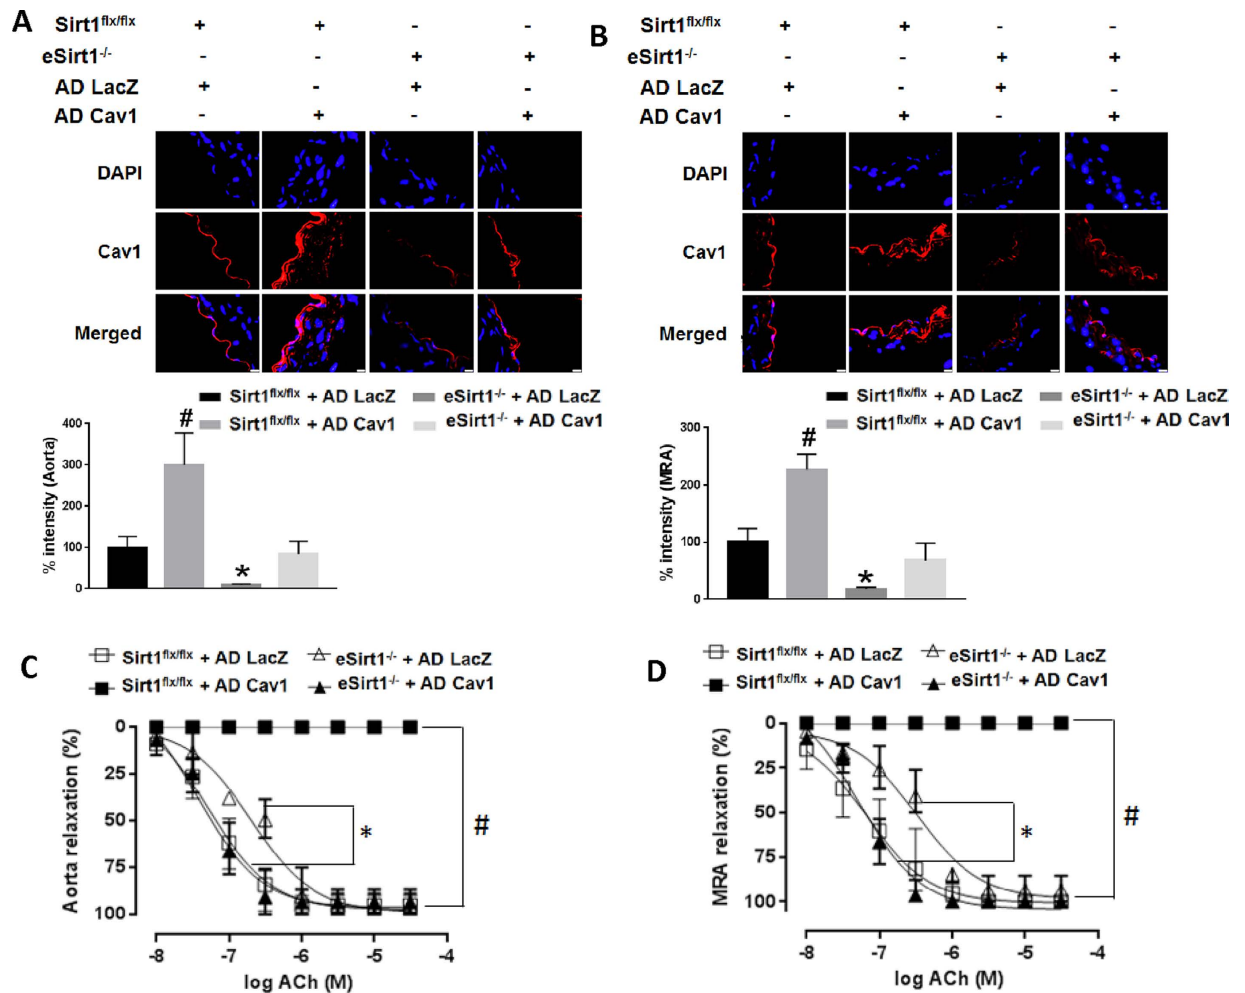 A
Sirt1flx/flx + + - -
eSirt1-/- - - + +
AD LacZ + - + -
AD Cav1 - + - +
DAPI
Cav1
Merged
Sirt1flx/flx + AD LacZ
eSirt1-/- + AD LacZ
Sirt1flx/flx + AD Cav1
eSirt1-/- + AD Cav1
% intensity (Aorta)
400
300
200
100
0
#
*
B
Sirt1flx/flx + + - -
eSirt1-/- - - + +
AD LacZ + - + -
AD Cav1 - + - +
DAPI
Cav1
Merged
Sirt1flx/flx + AD LacZ
eSirt1-/- + AD LacZ
Sirt1flx/flx + AD Cav1
eSirt1-/- + AD Cav1
% intensity (MRA)
300
200
100
0
#
*
C
Sirt1flx/flx + AD LacZ
eSirt1-/- + AD LacZ
Sirt1flx/flx + AD Cav1
eSirt1-/- + AD Cav1
Aorta relaxation (%)
0
25
50
75
100
*
#
-8 -7 -6 -5 -4
log ACh (M)
D
Sirt1flx/flx + AD LacZ
eSirt1-/- + AD LacZ
Sirt1flx/flx + AD Cav1
eSirt1-/- + AD Cav1
MRA relaxation (%)
0
25
50
75
100
*
#
-8 -7 -6 -5 -4
log ACh (M)